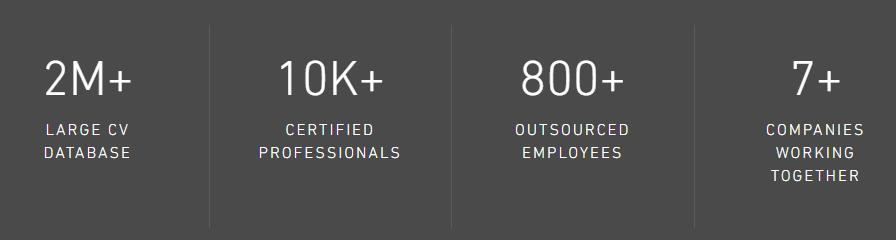 2M+
LARGE CV
DATABASE
10K+
CERTIFIED
PROFESSIONALS
800+
OUTSOURCED
EMPLOYEES
7+
COMPANIES
WORKING
TOGETHER